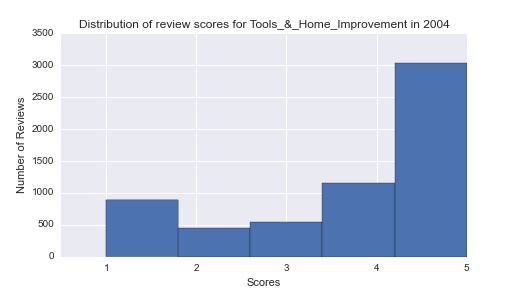 Distribution of review scores for Tools_&_Home_Improvement in 2004
3500
3000
2500
2000
1500
1000
500
0
Number of Reviews
1 2 3 4 5
Scores